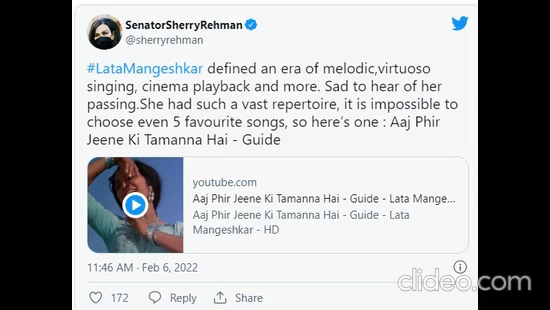 SenatorSherryRehman
@sherryrehman
#LataMangeshkar defined an era of melodic,virtuoso
singing, cinema playback and more. Sad to hear of her
passing.She had such a vast repertoire, it is impossible to
choose even 5 favourite songs, so here's one : Aaj Phir
Jeene Ki Tamanna Hai - Guide
youtube.com
Aaj Phir Jeene Ki Tamanna Hai - Guide - Lata Mange...
Aaj Phir Jeene Ki Tamanna Hai - Guide - Lata
Mangeshkar - HD
11:46 AM · Feb 6, 2022
clideo.com
172 Reply Share